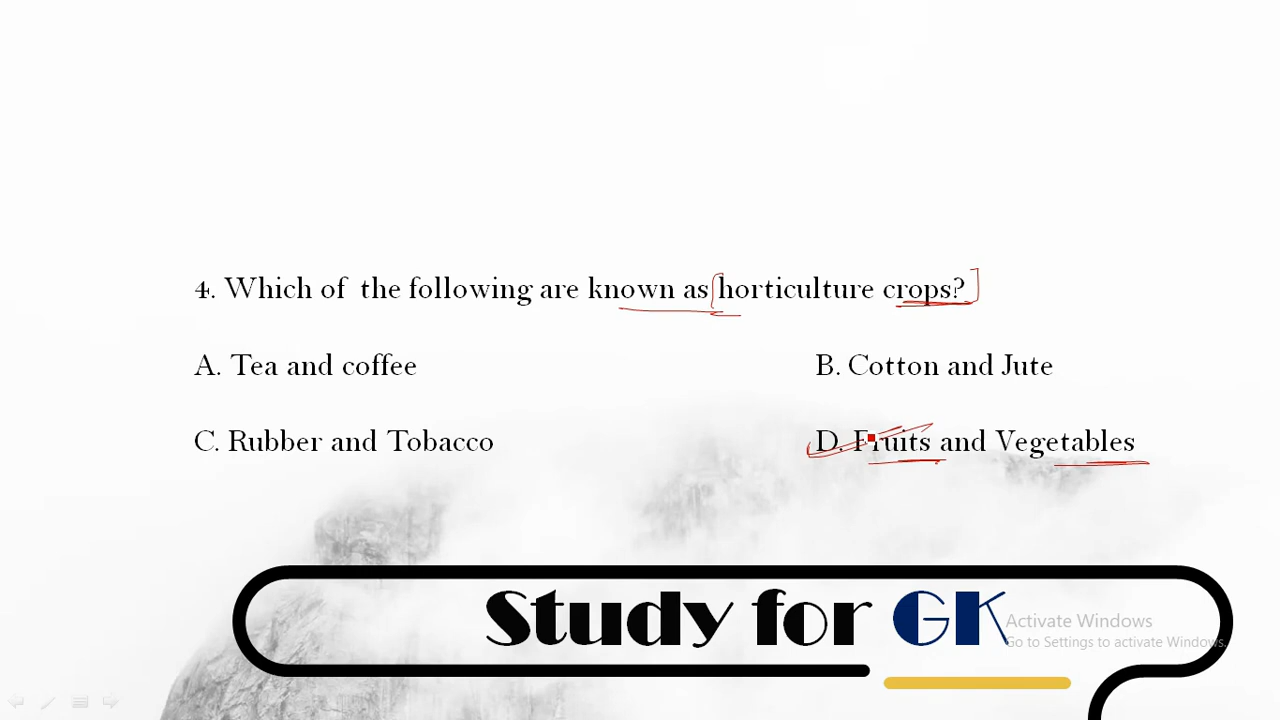 4. Which of the following are known as horticulture crops?
A. Tea and coffee
B. Cotton and Jute
C. Rubber and Tobacco
D. Fruits and Vegetables
Study for GK
Activate Windows
Go to Settings to activate Windows.